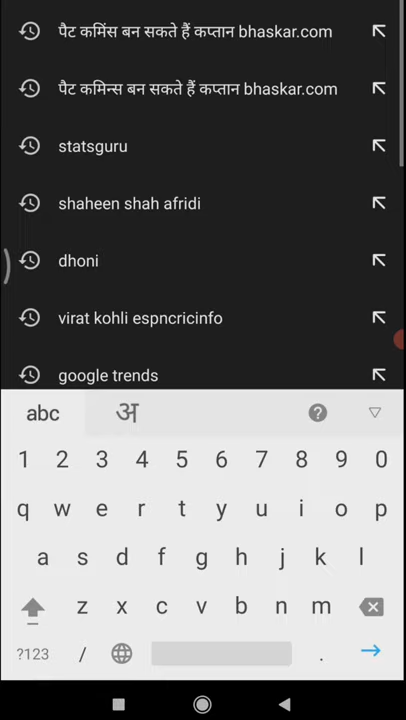 पैट कमिंस बन सकते हैं कप्तान bhaskar.com
पैट कमिन्स बन सकते हैं कप्तान bhaskar.com
statsguru
shaheen shah afridi
dhoni
virat kohli espncricinfo
google trends
abc अ ?
1 2 3 4 5 6 7 8 9 0
q w e r t y u i o p
a s d f g h j k l
z x c v b n m
?123 / .